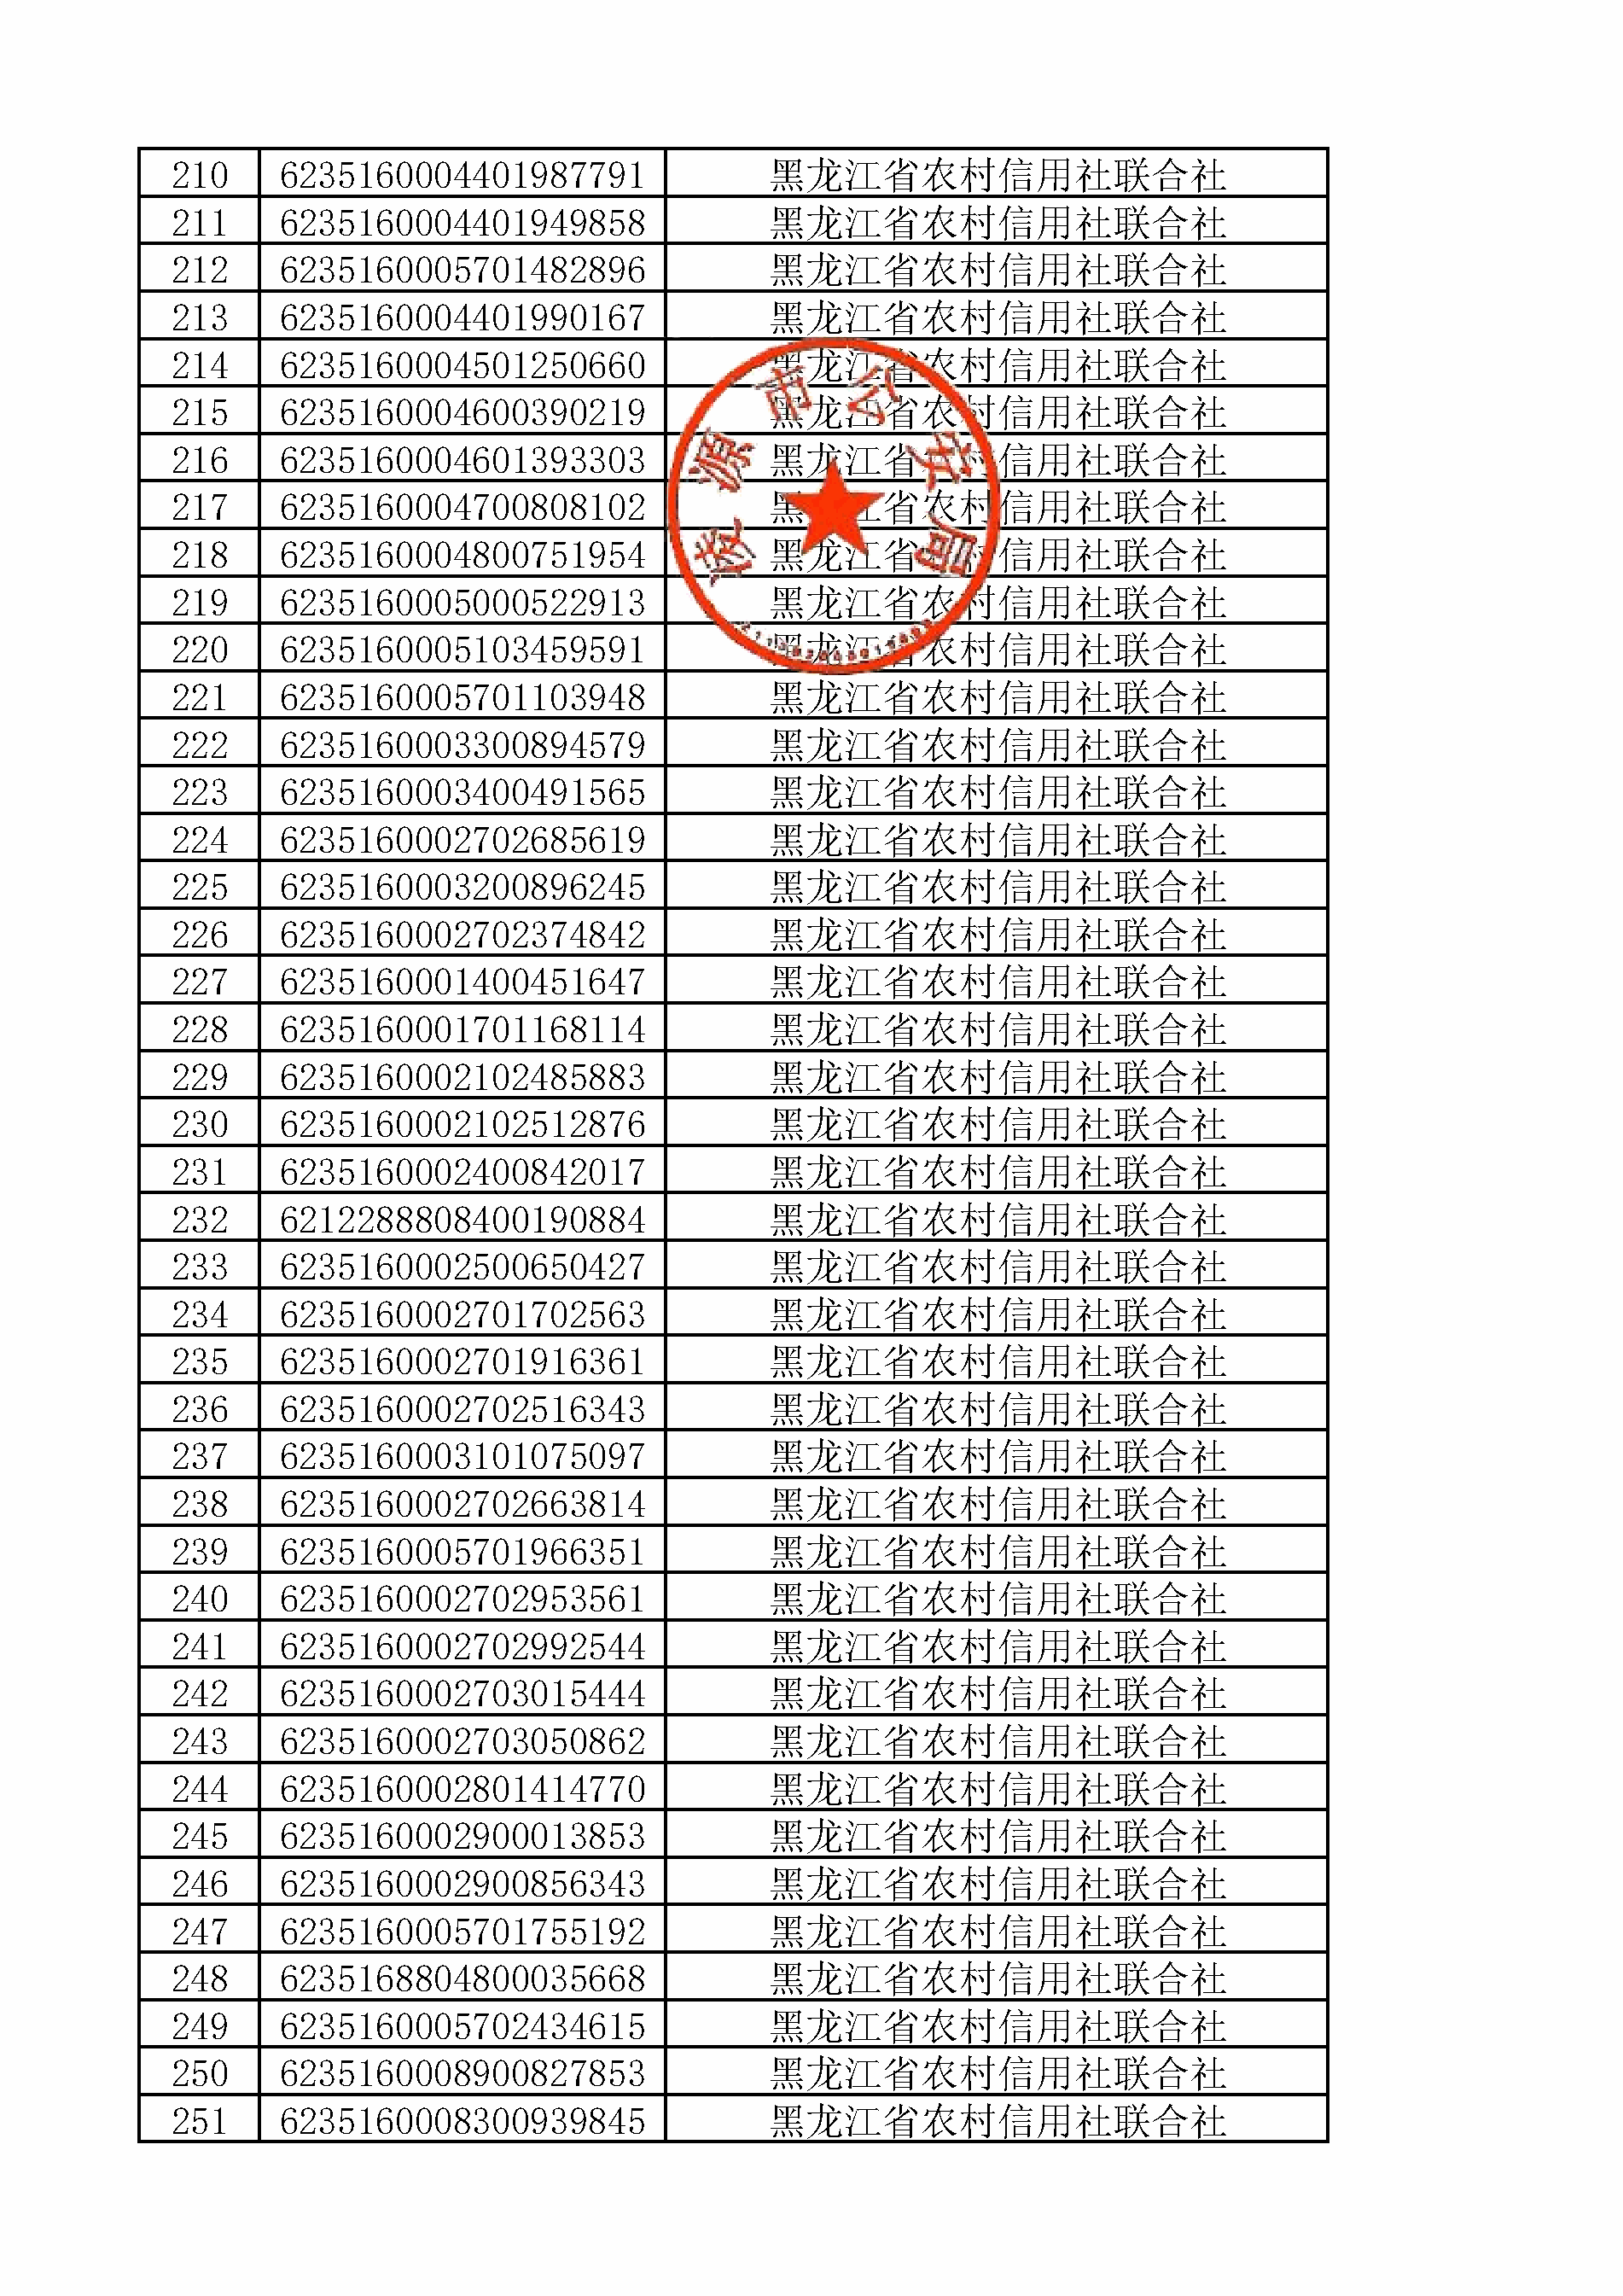 210 6235160004401987791 黑龙江省农村信用社联合社
211 6235160004401949858 黑龙江省农村信用社联合社
212 6235160005701482896 黑龙江省农村信用社联合社
213 6235160004401990167 黑龙江省农村信用社联合社
214 6235160004501250660 黑龙江省农村信用社联合社
215 6235160004600390219 黑龙江省农村信用社联合社
216 6235160004601393303 黑龙江省农村信用社联合社
217 6235160004700808102 黑龙江省农村信用社联合社
218 6235160004800751954 黑龙江省农村信用社联合社
219 6235160005000522913 黑龙江省农村信用社联合社
220 6235160005103459591 黑龙江省农村信用社联合社
221 6235160005701103948 黑龙江省农村信用社联合社
222 6235160003300894579 黑龙江省农村信用社联合社
223 6235160003400491565 黑龙江省农村信用社联合社
224 6235160002702685619 黑龙江省农村信用社联合社
225 6235160003200896245 黑龙江省农村信用社联合社
226 6235160002702374842 黑龙江省农村信用社联合社
227 6235160001400451647 黑龙江省农村信用社联合社
228 6235160001701168114 黑龙江省农村信用社联合社
229 6235160002102485883 黑龙江省农村信用社联合社
230 6235160002102512876 黑龙江省农村信用社联合社
231 6235160002400842017 黑龙江省农村信用社联合社
232 6212288808400190884 黑龙江省农村信用社联合社
233 6235160002500650427 黑龙江省农村信用社联合社
234 6235160002701702563 黑龙江省农村信用社联合社
235 6235160002701916361 黑龙江省农村信用社联合社
236 6235160002702516343 黑龙江省农村信用社联合社
237 6235160003101075097 黑龙江省农村信用社联合社
238 6235160002702663814 黑龙江省农村信用社联合社
239 6235160005701966351 黑龙江省农村信用社联合社
240 6235160002702953561 黑龙江省农村信用社联合社
241 6235160002702992544 黑龙江省农村信用社联合社
242 6235160002703015444 黑龙江省农村信用社联合社
243 6235160002703050862 黑龙江省农村信用社联合社
244 6235160002801414770 黑龙江省农村信用社联合社
245 6235160002900013853 黑龙江省农村信用社联合社
246 6235160002900856343 黑龙江省农村信用社联合社
247 6235160005701755192 黑龙江省农村信用社联合社
248 6235168804800035668 黑龙江省农村信用社联合社
249 6235160005702434615 黑龙江省农村信用社联合社
250 6235160008900827853 黑龙江省农村信用社联合社
251 6235160008300939845 黑龙江省农村信用社联合社
凌源市公安局